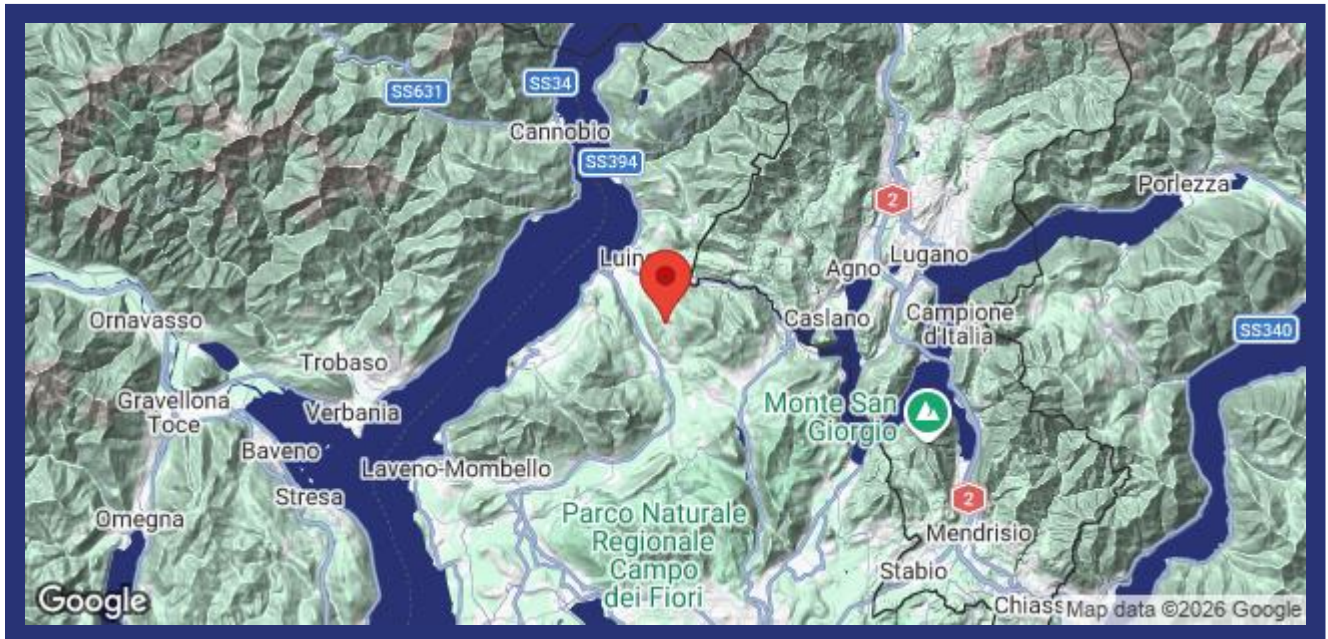 SS631
SS34
Cannobio
SS394
Porlezza
2
Luin
Agno
Lugano
Ornavasso
Caslano
Campione
d'Italia
SS340
Trobaso
Gravellona
Toce
Verbania
Monte San
Giorgio
Baveno
Laveno-Mombello
Stresa
2
Omegna
Parco Naturale
Regionale
Campo
dei Fiori
Mendrisio
Stabio
Chiass
Google
Map data ©2026 Google